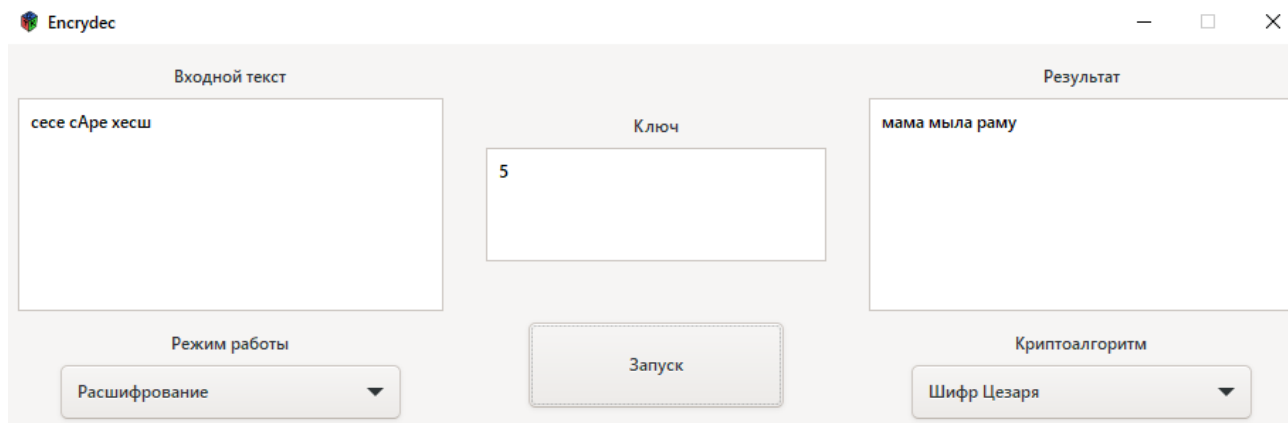 Encrydec
Входной текст
сесе сАре хесш
Ключ
5
Результат
мама мыла раму
Режим работы
Расшифрование
Запуск
Криптоалгоритм
Шифр Цезаря